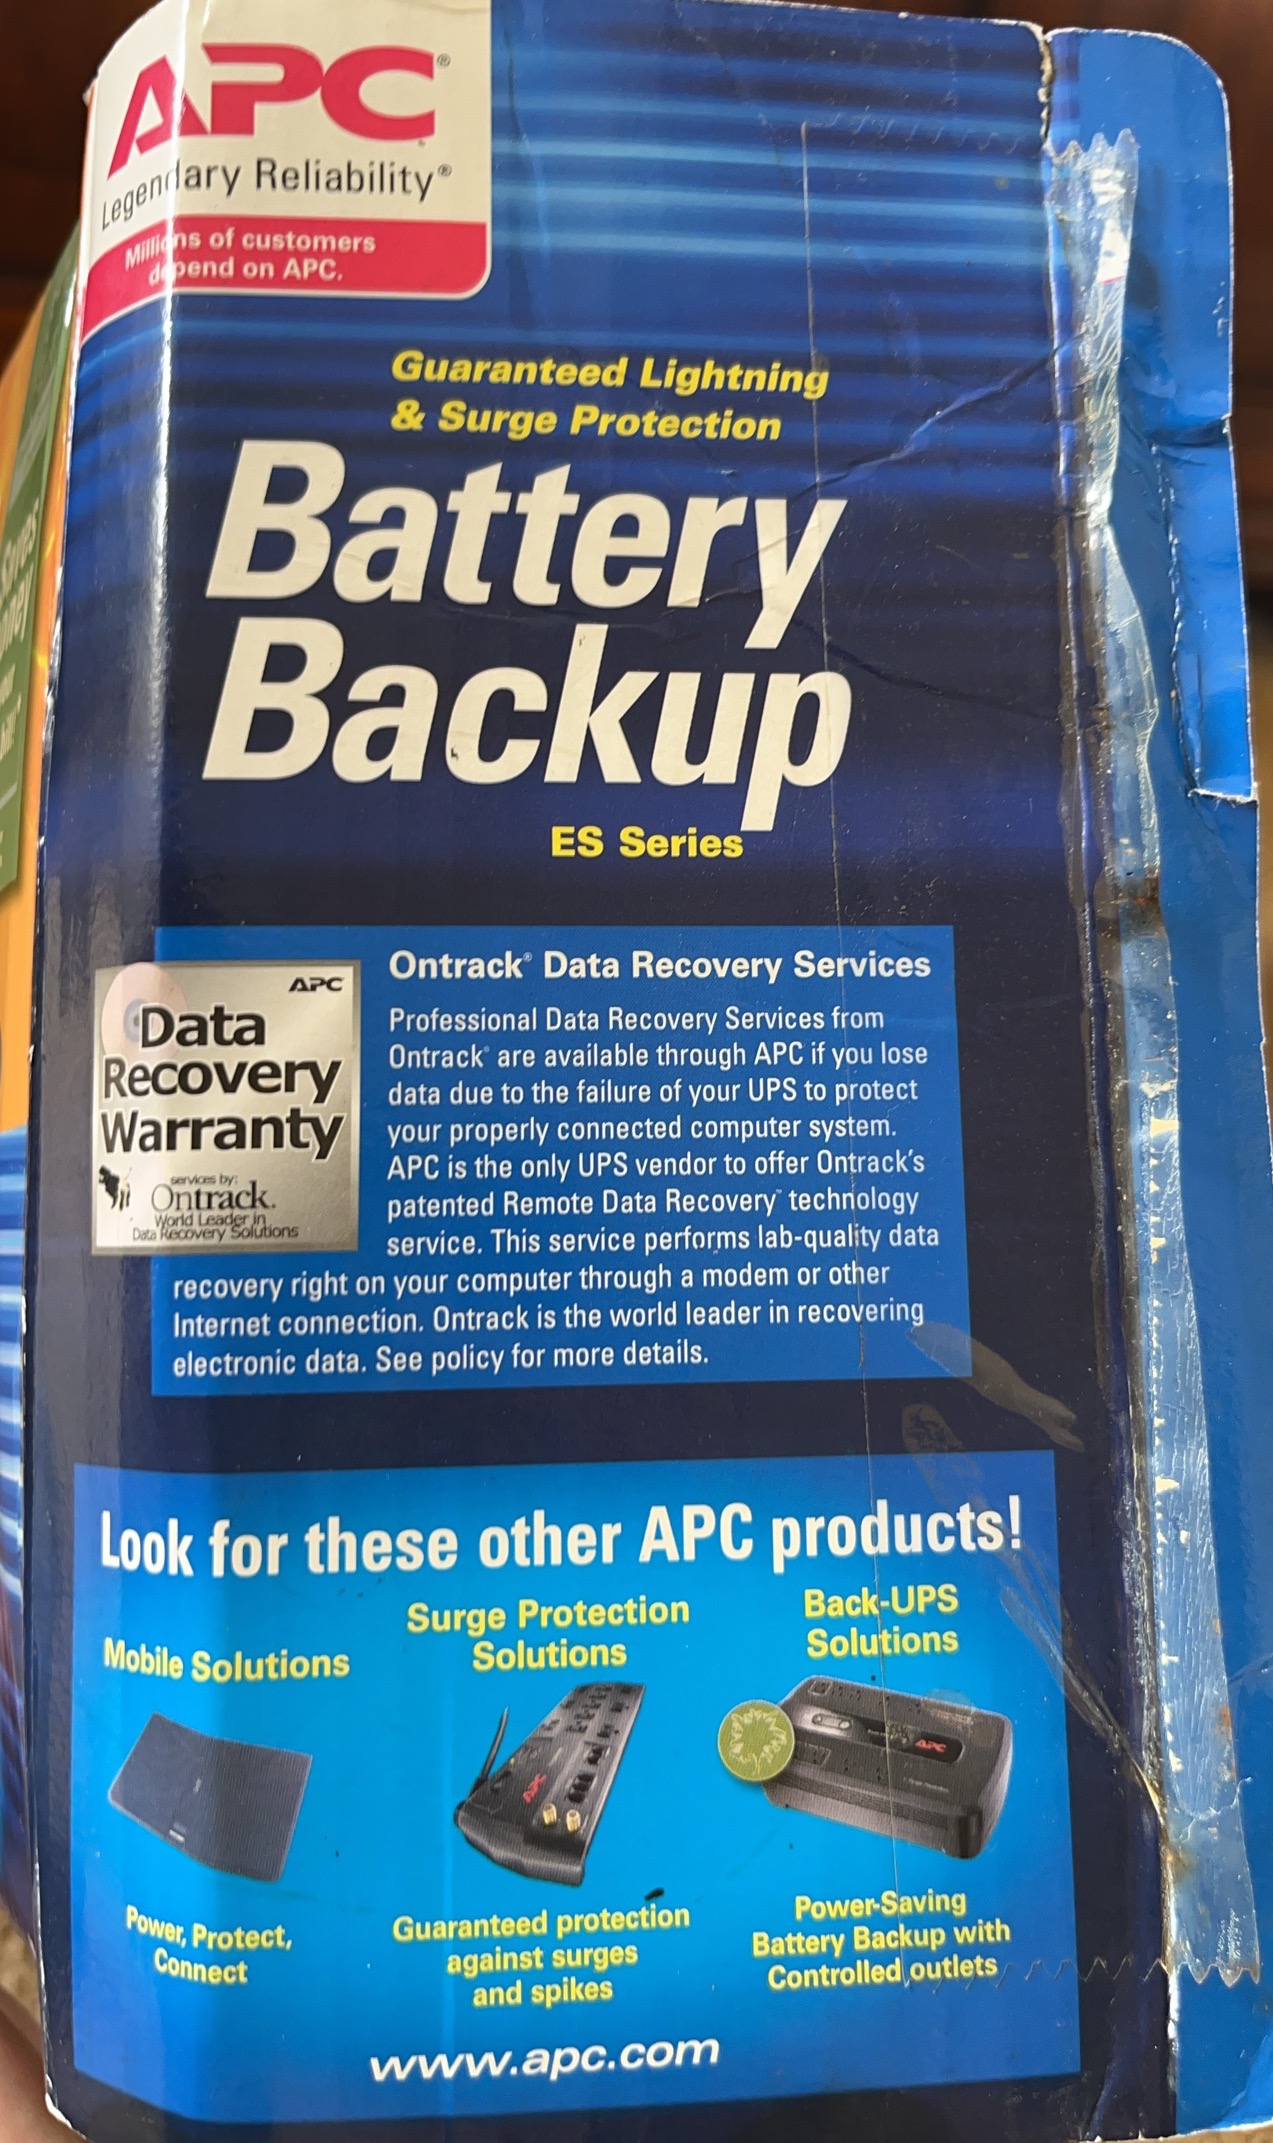 APC®
Legendary Reliability®
Millions of customers
depend on APC.
Guaranteed Lightning
& Surge Protection
Battery
Backup
ES Series
APC
Data
Recovery
Warranty
services by:
Ontrack.
World Leader in
Data Recovery Solutions
Ontrack® Data Recovery Services
Professional Data Recovery Services from
Ontrack® are available through APC if you lose
data due to the failure of your UPS to protect
your properly connected computer system.
APC is the only UPS vendor to offer Ontrack's
patented Remote Data Recovery™ technology
service. This service performs lab-quality data
recovery right on your computer through a modem or other
Internet connection. Ontrack is the world leader in recovering
electronic data. See policy for more details.
Look for these other APC products!
Mobile Solutions
Power, Protect,
Connect
Surge Protection
Solutions
APC
Guaranteed protection
against surges
and spikes
Back-UPS
Solutions
APC
Power-Saving
Battery Backup with
Controlled outlets
www.apc.com